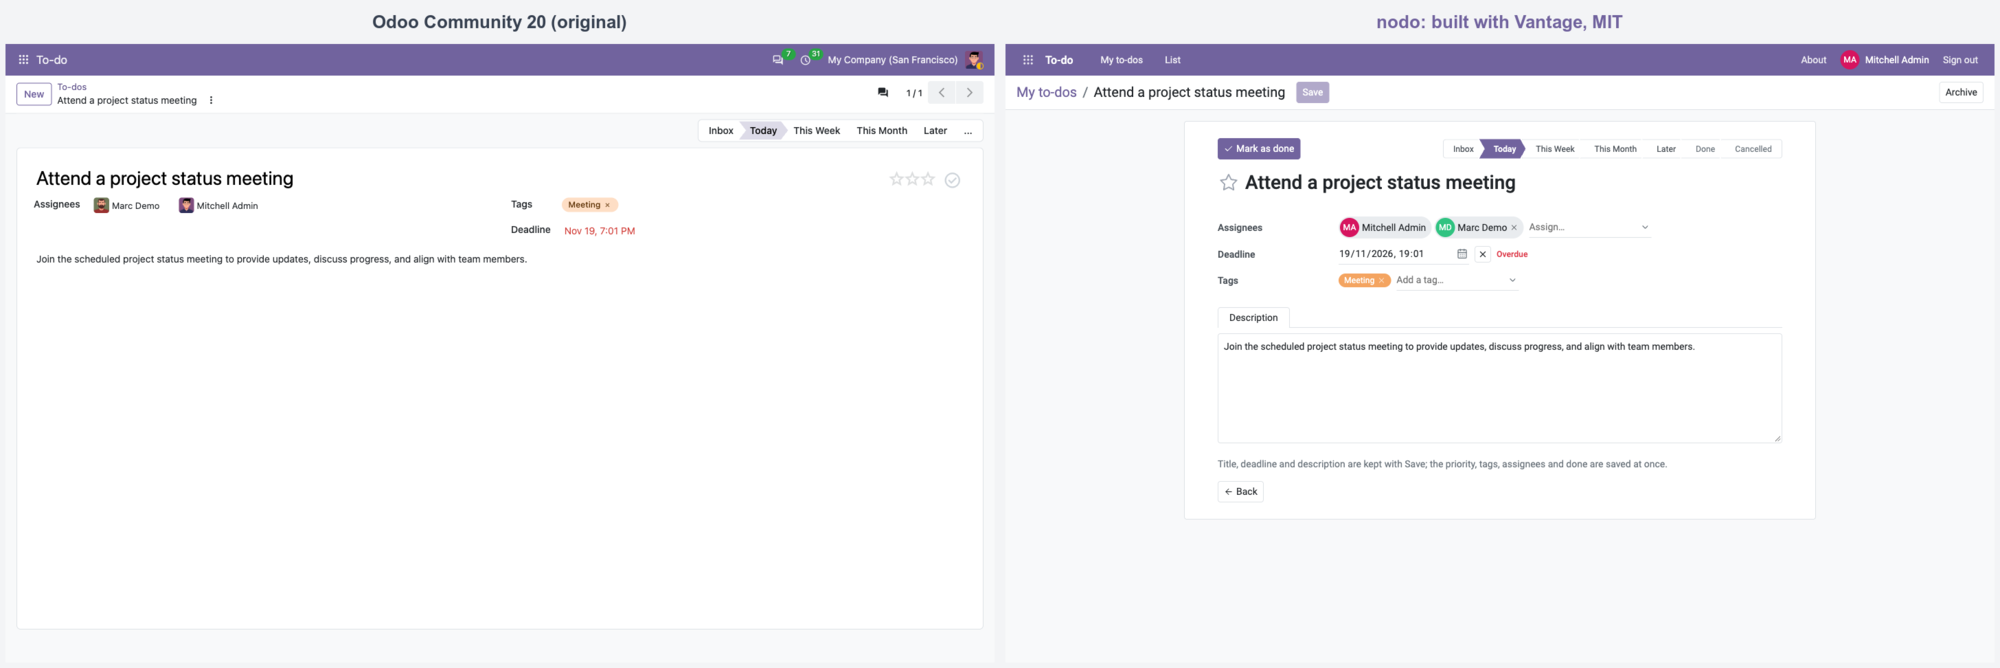 Odoo Community 20 (original)
To-do
7
31
My Company (San Francisco)
New
To-dos
Attend a project status meeting
1 / 1
Inbox
Today
This Week
This Month
Later
...
Attend a project status meeting
Assignees
Marc Demo
Mitchell Admin
Tags
Meeting ×
Deadline
Nov 19, 7:01 PM
Join the scheduled project status meeting to provide updates, discuss progress, and align with team members.
nodo: built with Vantage, MIT
To-do
My to-dos
List
About
MA
Mitchell Admin
Sign out
My to-dos / Attend a project status meeting
Save
Archive
Mark as done
Inbox
Today
This Week
This Month
Later
Done
Cancelled
Attend a project status meeting
Assignees
MA Mitchell Admin
MD Marc Demo ×
Assign...
Deadline
19/11/2026, 19:01
Overdue
Tags
Meeting ×
Add a tag...
Description
Join the scheduled project status meeting to provide updates, discuss progress, and align with team members.
Title, deadline and description are kept with Save; the priority, tags, assignees and done are saved at once.
← Back